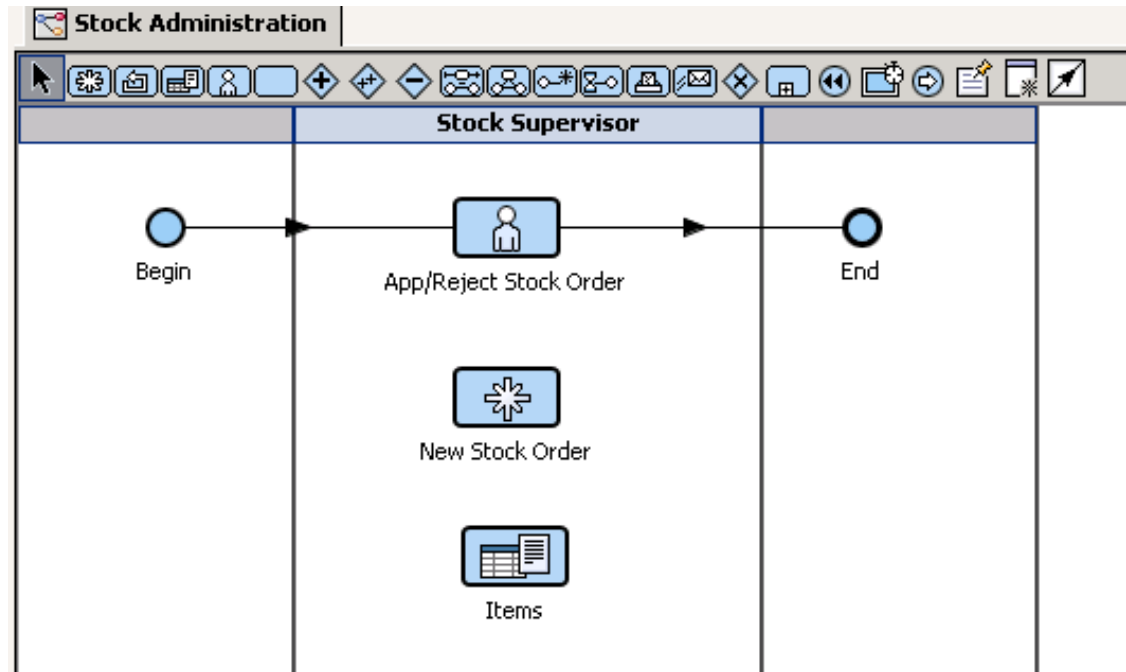 Stock Administration
Stock Supervisor
Begin
App/Reject Stock Order
End
New Stock Order
Items